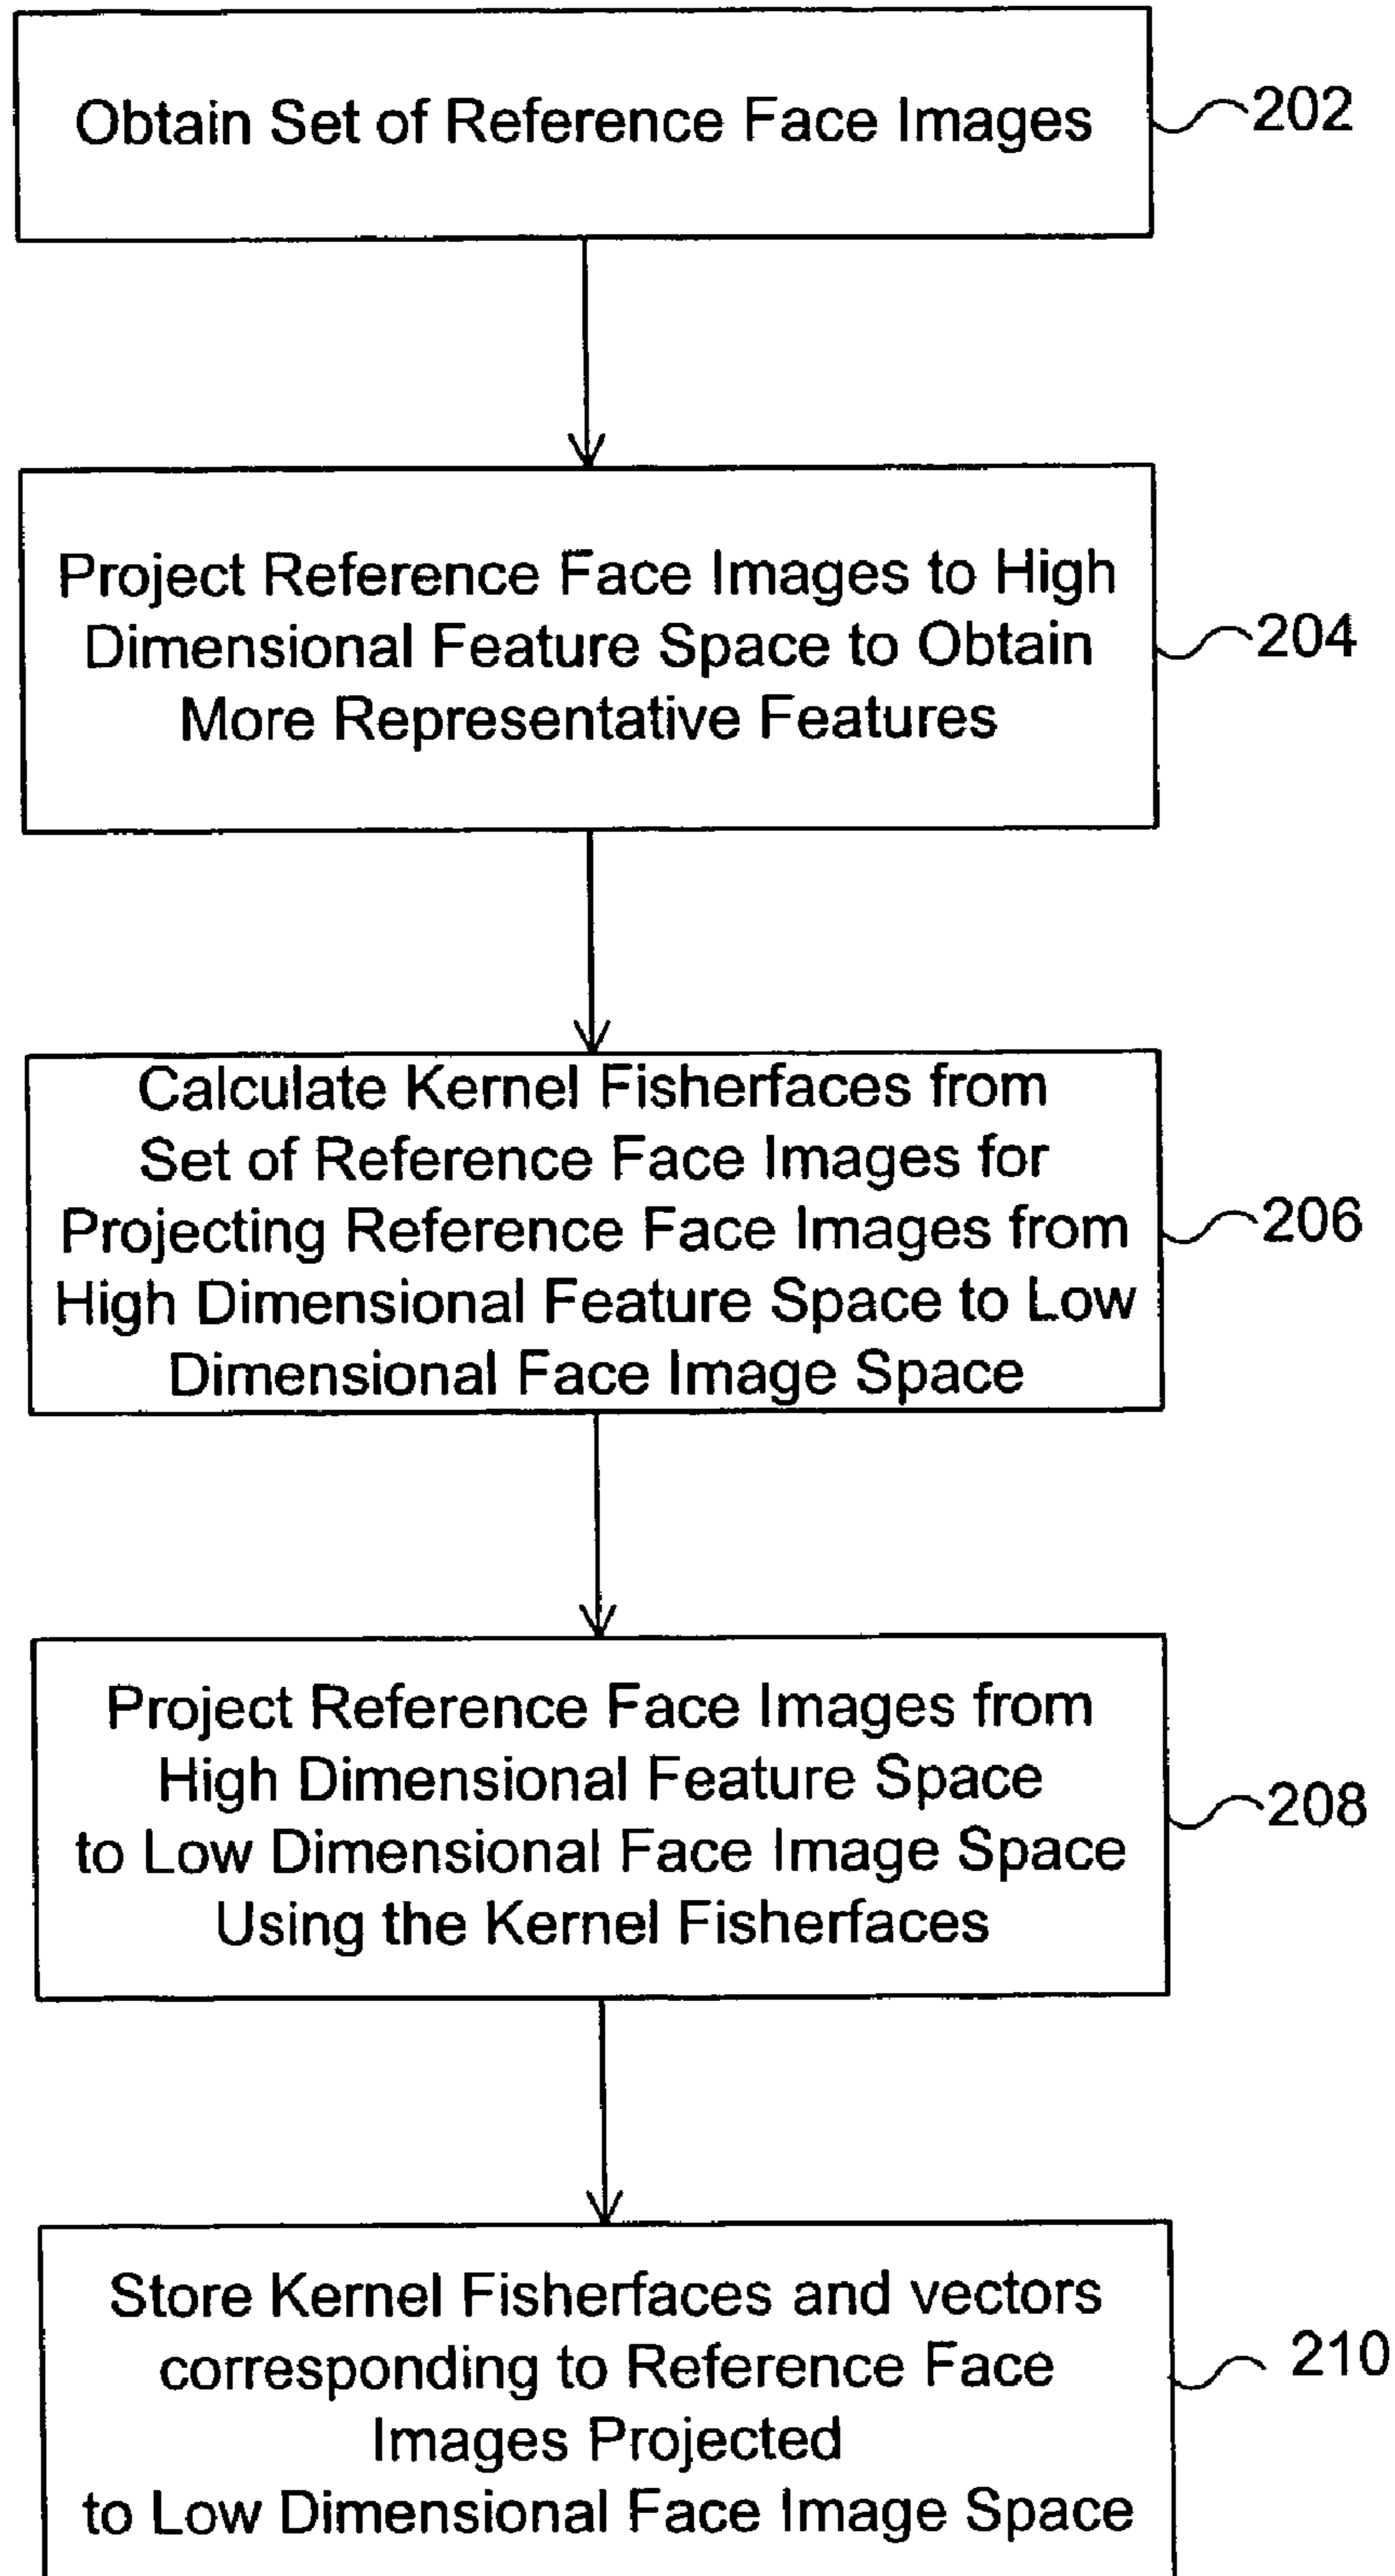 Obtain Set of Reference Face Images
202
Project Reference Face Images to High
Dimensional Feature Space to Obtain
More Representative Features
204
Calculate Kernel Fisherfaces from
Set of Reference Face Images for
Projecting Reference Face Images from
High Dimensional Feature Space to Low
Dimensional Face Image Space
206
Project Reference Face Images from
High Dimensional Feature Space
to Low Dimensional Face Image Space
Using the Kernel Fisherfaces
208
Store Kernel Fisherfaces and vectors
corresponding to Reference Face
Images Projected
to Low Dimensional Face Image Space
210